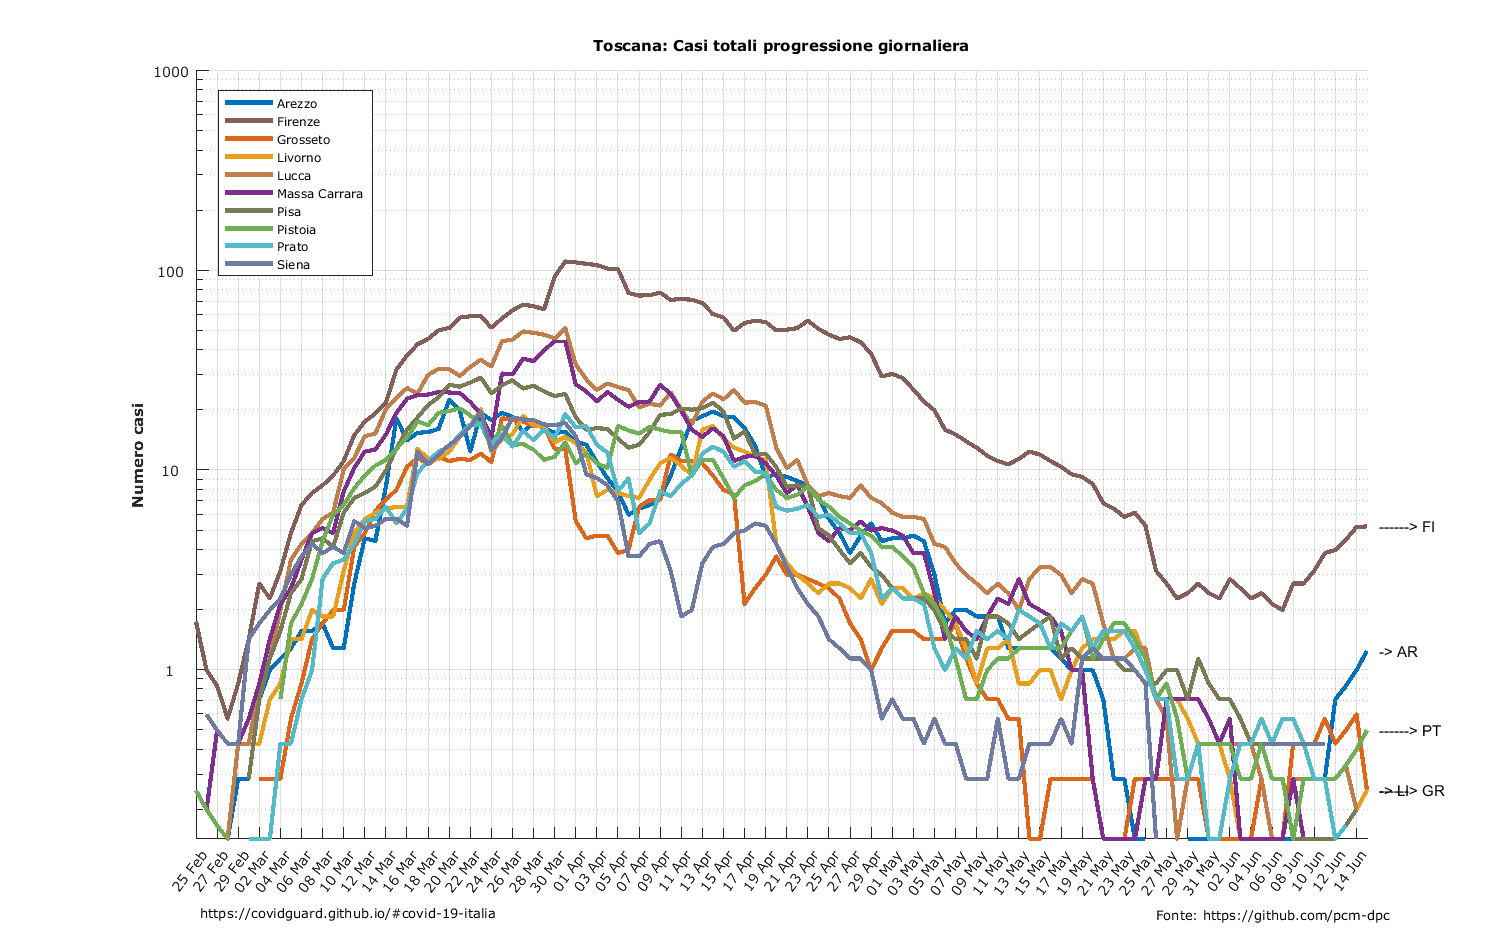 Toscana: Casi totali progressione giornaliera
1000
100
10
1
Numero casi
Arezzo
Firenze
Grosseto
Livorno
Lucca
Massa Carrara
Pisa
Pistoia
Prato
Siena
------> FI
-> AR
------> PT
-> LI
------> GR
25 Feb
27 Feb
29 Feb
02 Mar
04 Mar
06 Mar
08 Mar
10 Mar
12 Mar
14 Mar
16 Mar
18 Mar
20 Mar
22 Mar
24 Mar
26 Mar
28 Mar
30 Mar
01 Apr
03 Apr
05 Apr
07 Apr
09 Apr
11 Apr
13 Apr
15 Apr
17 Apr
19 Apr
21 Apr
23 Apr
25 Apr
27 Apr
29 Apr
01 May
03 May
05 May
07 May
09 May
11 May
13 May
15 May
17 May
19 May
21 May
23 May
25 May
27 May
29 May
31 May
02 Jun
04 Jun
06 Jun
08 Jun
10 Jun
12 Jun
14 Jun
https://covidguard.github.io/#covid-19-italia
Fonte: https://github.com/pcm-dpc